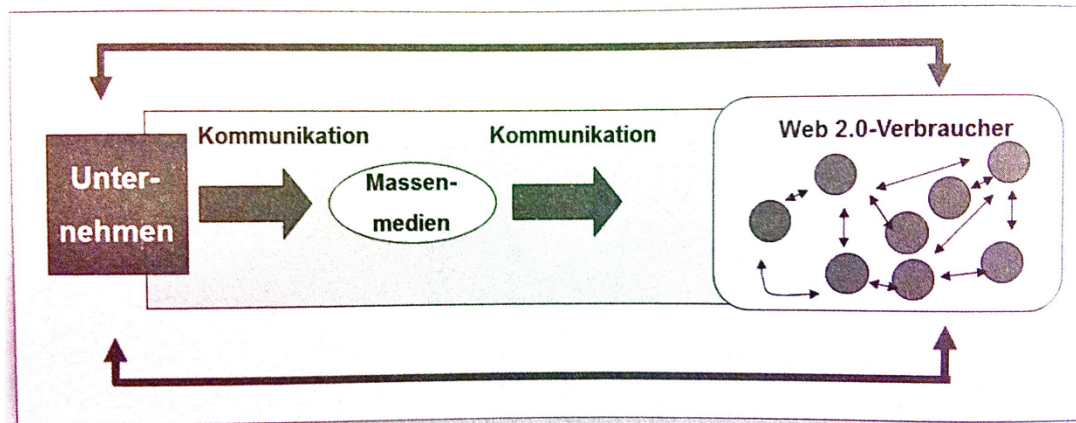 Kommunikation
Kommunikation
Web 2.0-Verbraucher
Unter-
nehmen
Massen-
medien